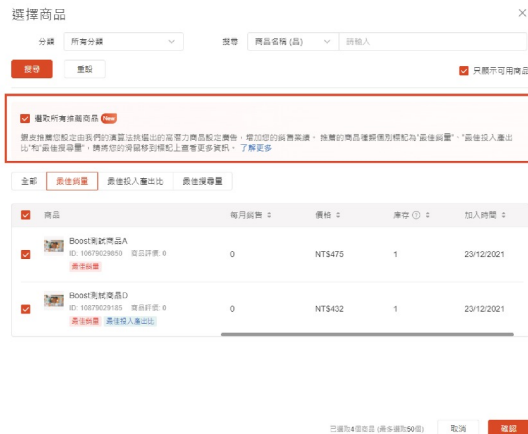 選擇商品
分類 所有分類 搜尋 商品名稱 (品) 請輸入
搜尋 重設 只顯示可用商品
選取所有推薦商品 New
蝦皮推薦您設定由我們的演算法挑選出的高潛力商品設定廣告，增加您的銷售業績。 推薦的商品種類個別標記為"最佳銷量"、"最佳投入產出
比"和"最佳搜尋量"，請將您的滑鼠移到標記上查看更多資訊。 了解更多
全部 最佳銷量 最佳投入產出比 最佳搜尋量
商品 每月銷售 價格 庫存 加入時間
Boost測試商品A
ID: 10679029850 商品評價: 0
最佳銷量
0 NT$475 1 23/12/2021
Boost測試商品D
ID: 10879029185 商品評價: 0
最佳銷量 最佳投入產出比
0 NT$432 1 23/12/2021
已選取4個商品 (最多選取50個) 取消 確認